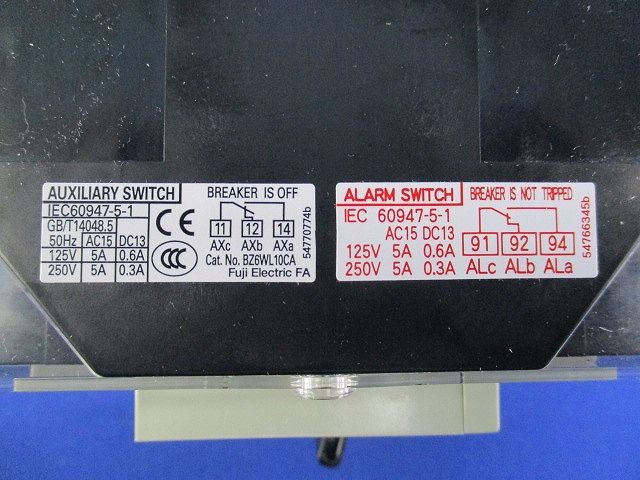 AUXILIARY SWITCH
BREAKER IS OFF
IEC60947-5-1
GB/T14048.5
50Hz AC15 DC13
125V 5A 0.6A
250V 5A 0.3A
CE
CCC
11 12 14
AXc AXb AXa
Cat. No. BZ6WL10CA
Fuji Electric FA
54770774b
ALARM SWITCH
BREAKER IS NOT TRIPPED
IEC 60947-5-1
AC15 DC13
125V 5A 0.6A
250V 5A 0.3A
91 92 94
ALc ALb ALa
54766345b